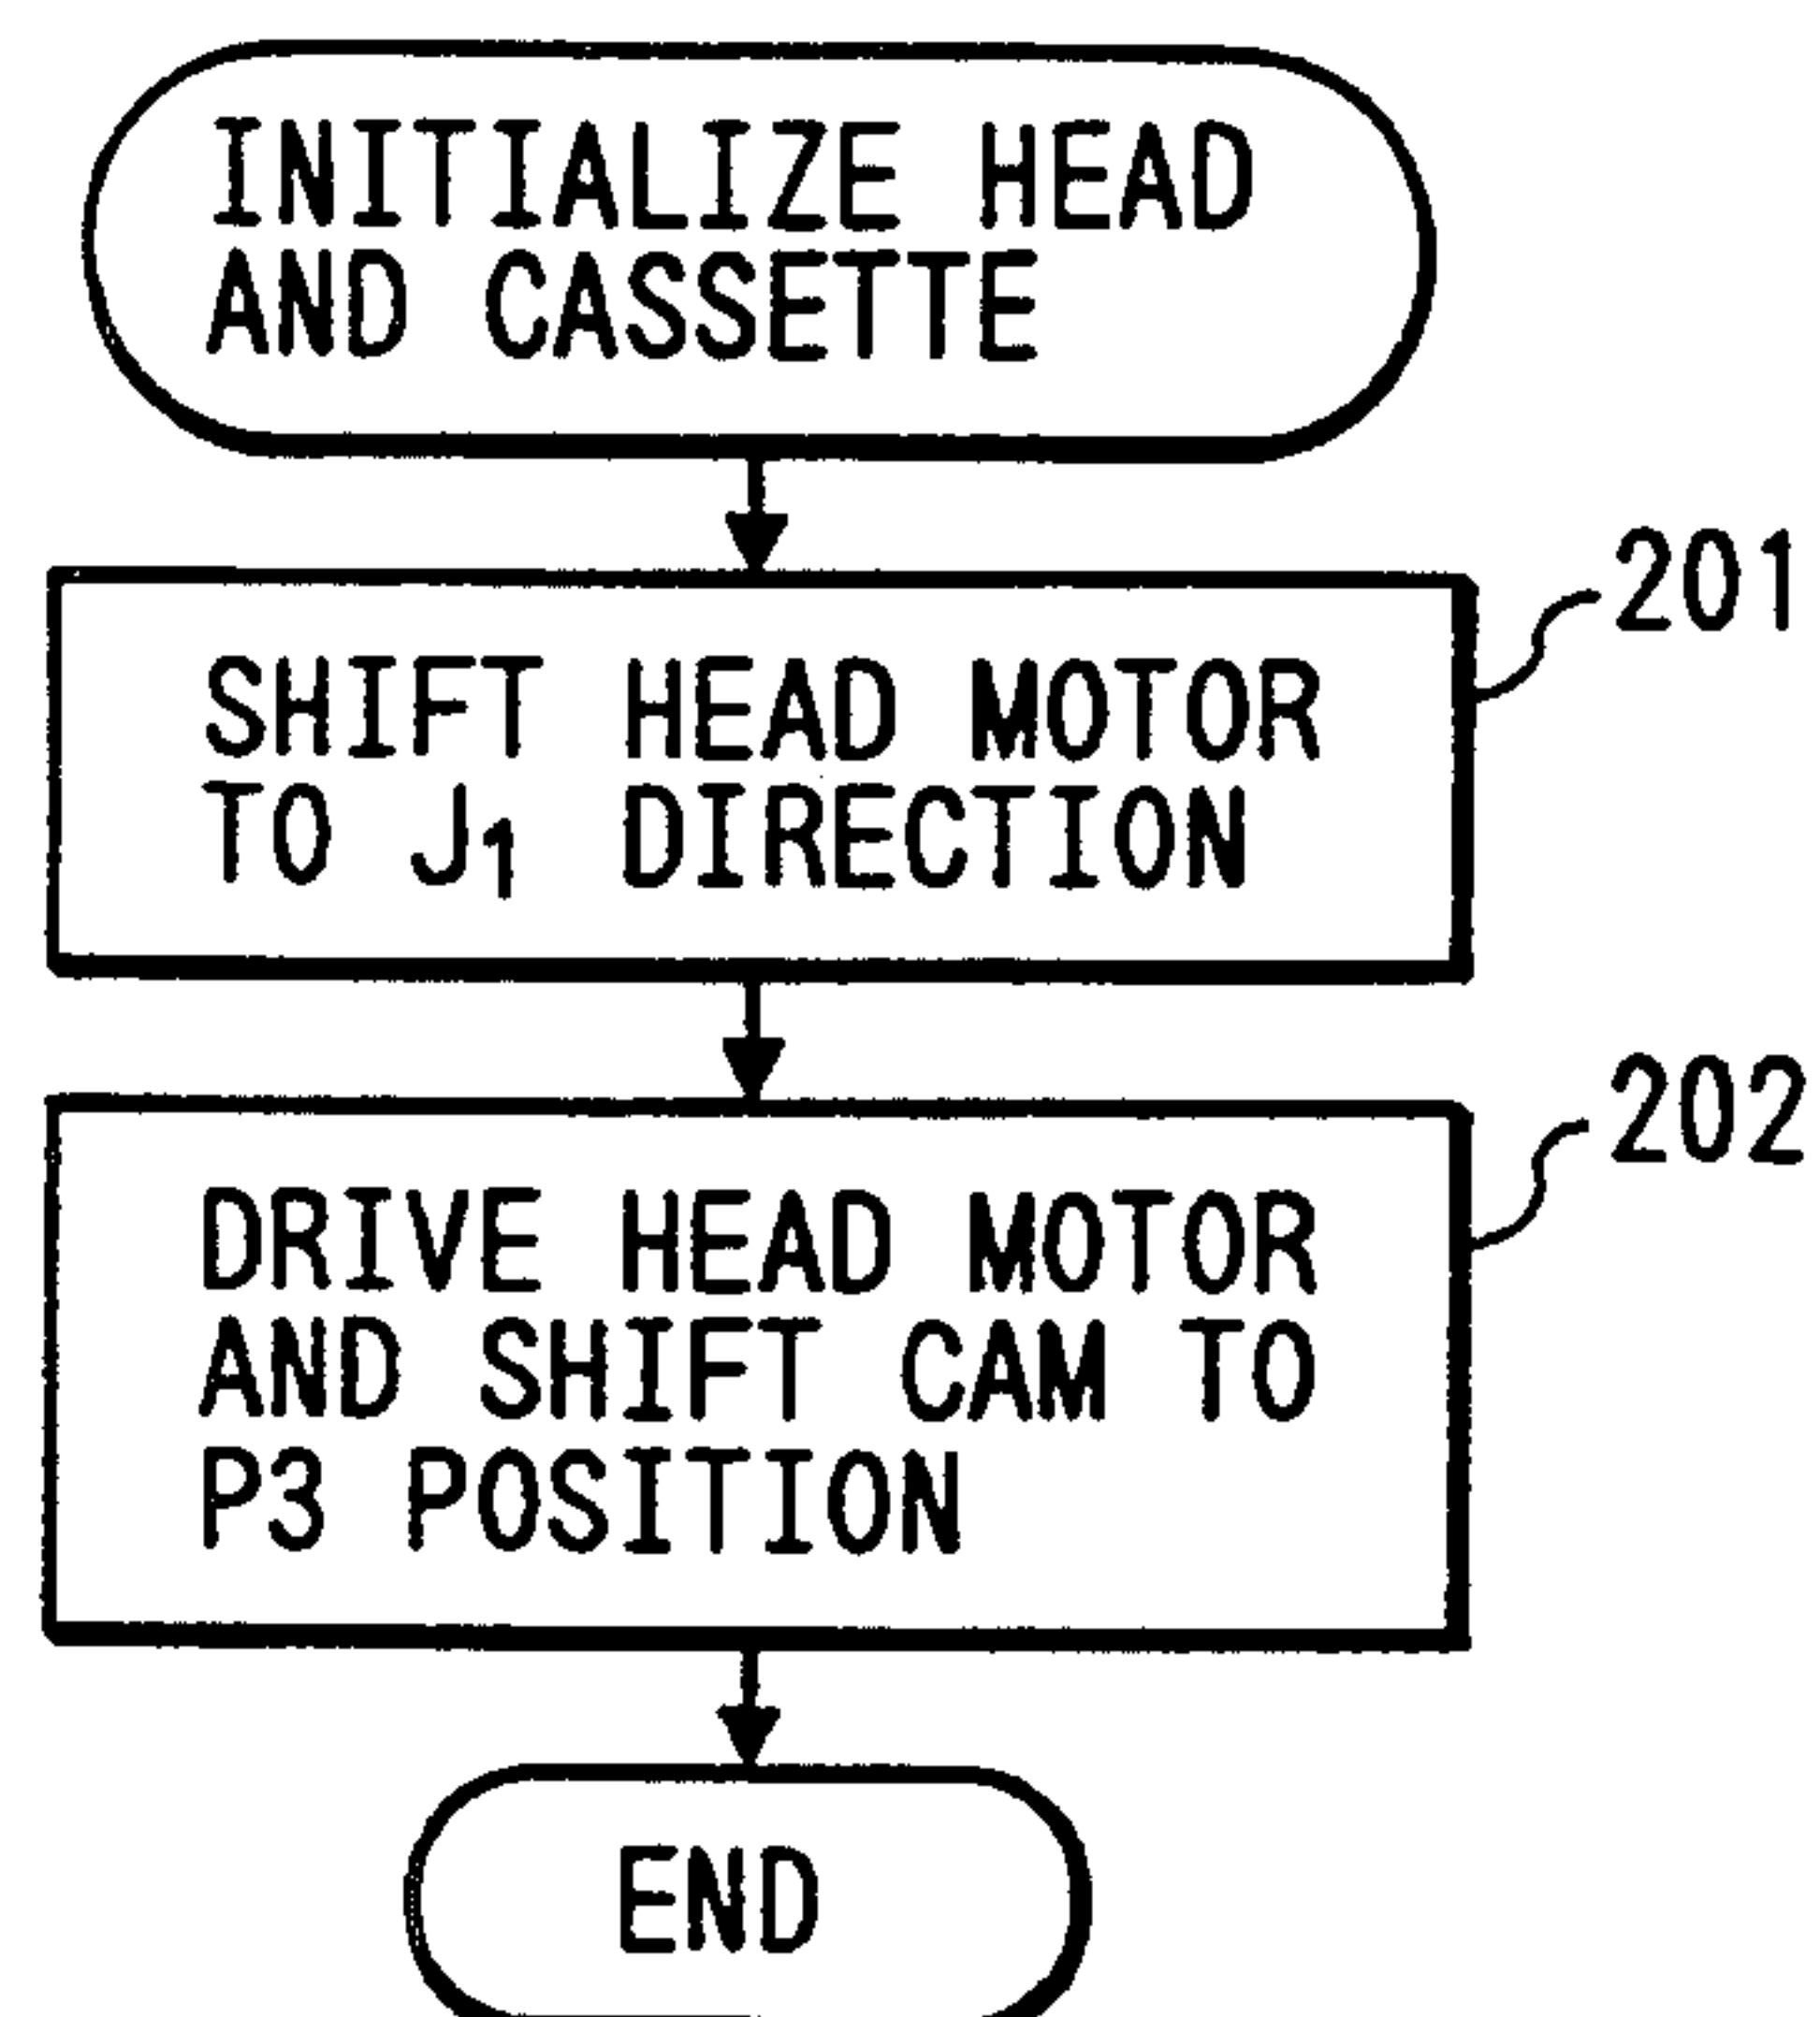 INITIALIZE HEAD
AND CASSETTE
201
SHIFT HEAD MOTOR
TO J₁ DIRECTION
202
DRIVE HEAD MOTOR
AND SHIFT CAM TO
P3 POSITION
END